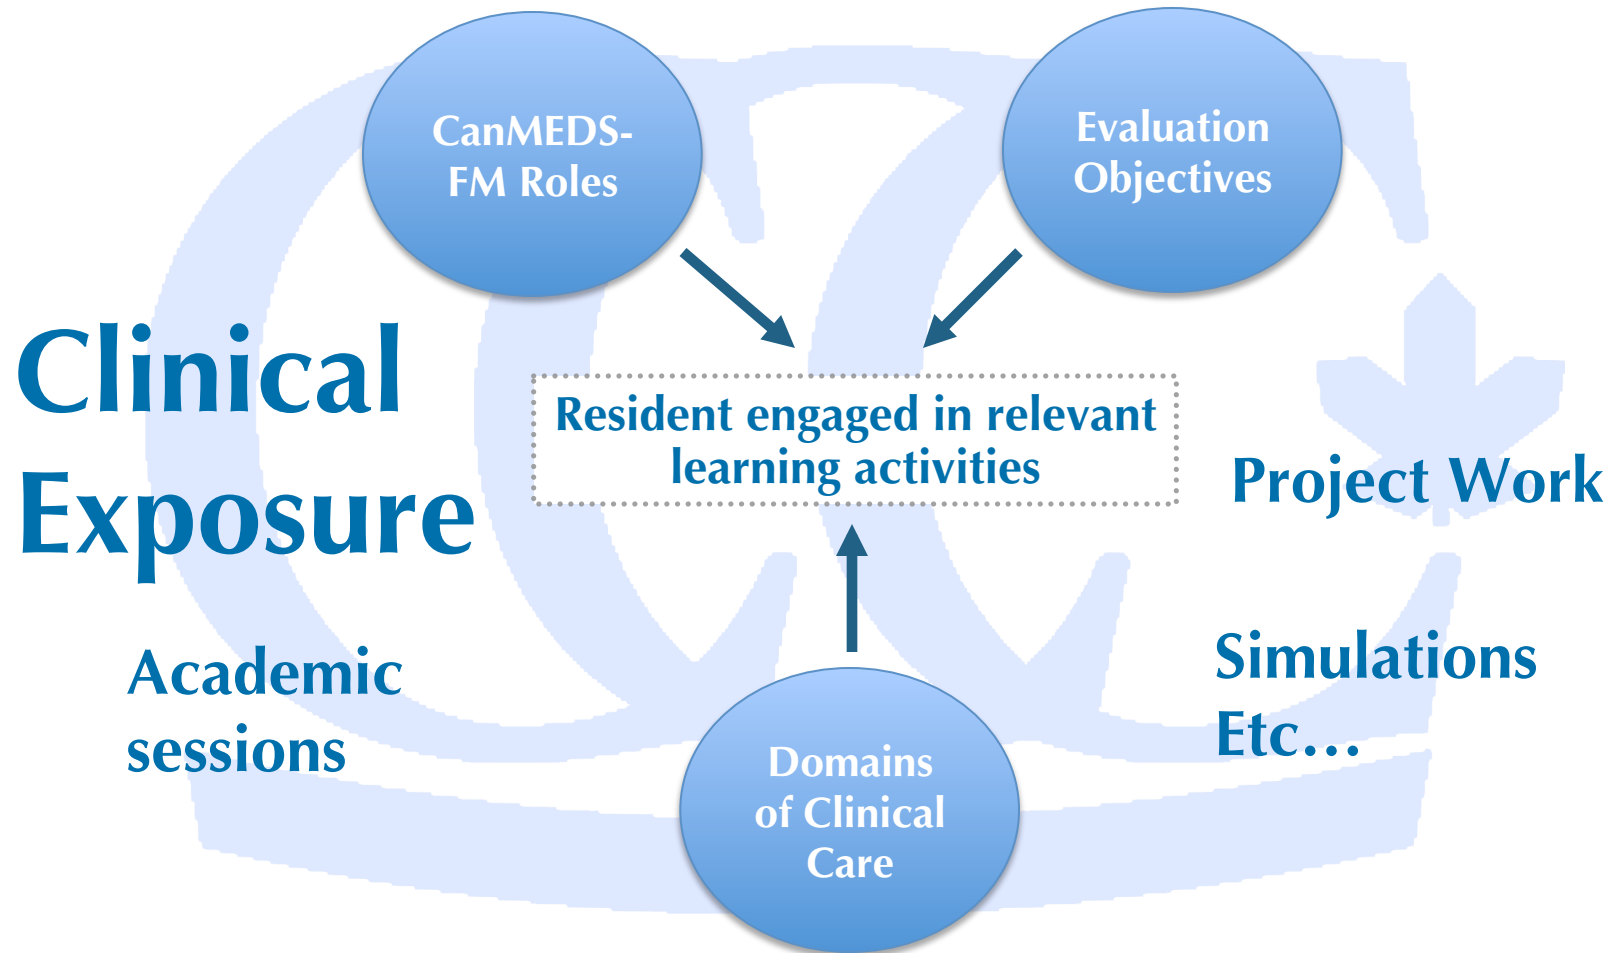 CanMEDS-
FM Roles
Evaluation
Objectives
Clinical
Exposure
Resident engaged in relevant
learning activities
Project Work
Academic
sessions
Simulations
Etc…
Domains
of Clinical
Care